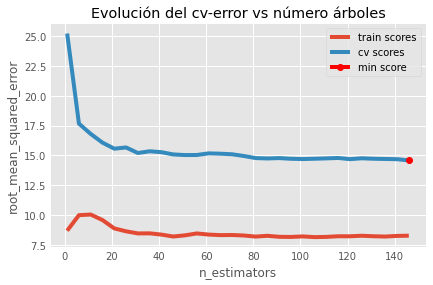 Evolución del cv-error vs número árboles
train scores
cv scores
min score
root_mean_squared_error
25.0
22.5
20.0
17.5
15.0
12.5
10.0
7.5
0 20 40 60 80 100 120 140
n_estimators